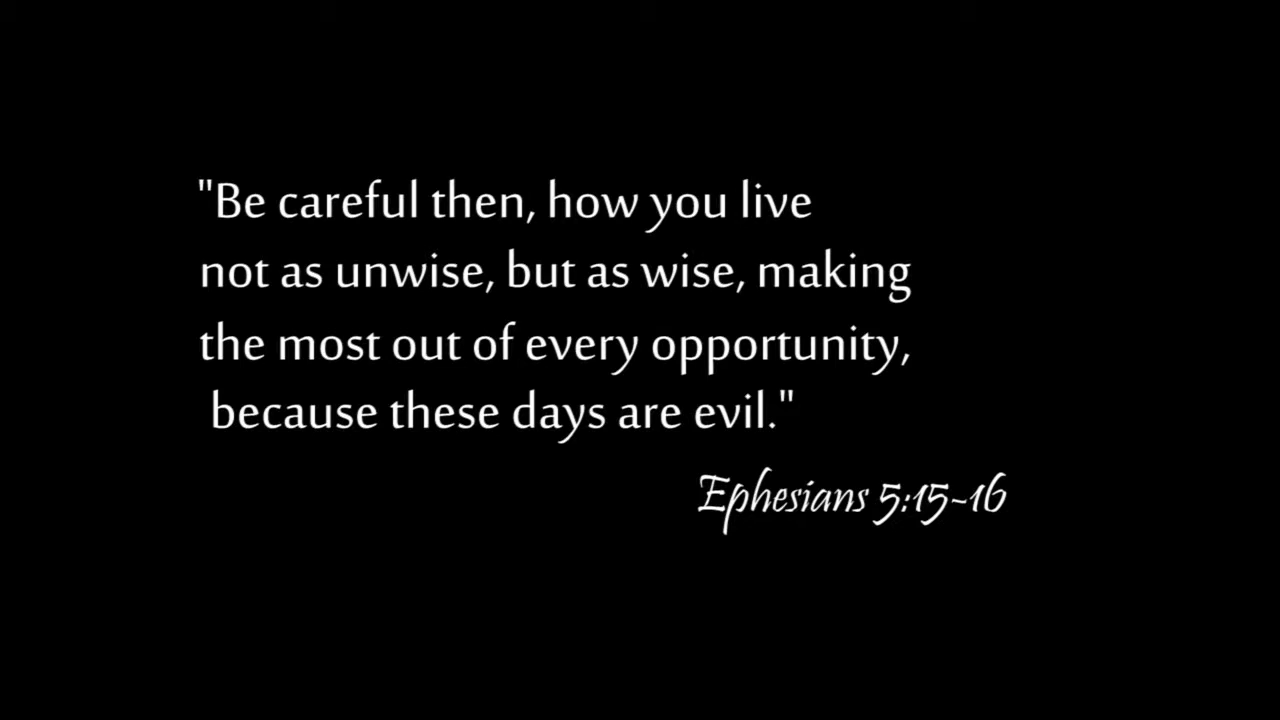 "Be careful then, how you live
not as unwise, but as wise, making
the most out of every opportunity,
because these days are evil."
Ephesians 5:15-16